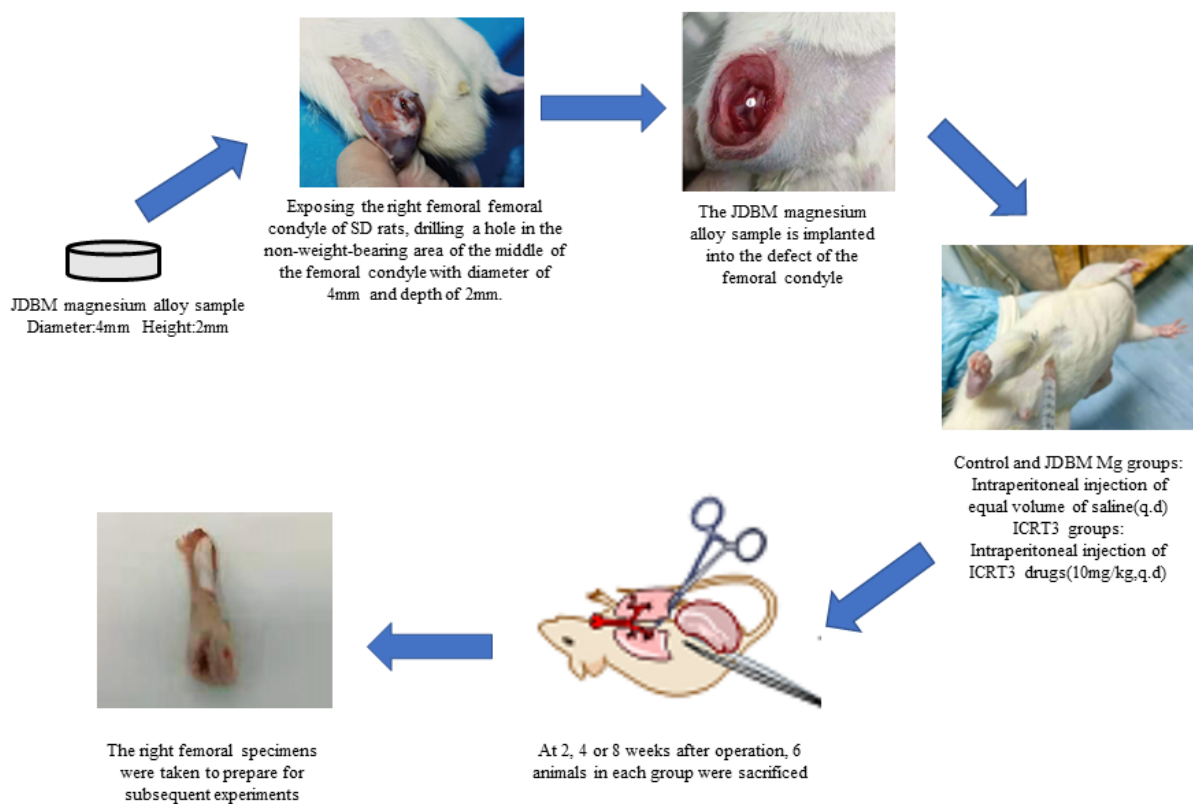 JDBM magnesium alloy sample
Diameter:4mm Height:2mm
Exposing the right femoral femoral
condyle of SD rats, drilling a hole in the
non-weight-bearing area of the middle of
the femoral condyle with diameter of
4mm and depth of 2mm.
The JDBM magnesium
alloy sample is implanted
into the defect of the
femoral condyle
Control and JDBM Mg groups:
Intraperitoneal injection of
equal volume of saline(q.d)
ICRT3 groups:
Intraperitoneal injection of
ICRT3 drugs(10mg/kg,q.d)
At 2, 4 or 8 weeks after operation, 6
animals in each group were sacrificed
The right femoral specimens
were taken to prepare for
subsequent experiments